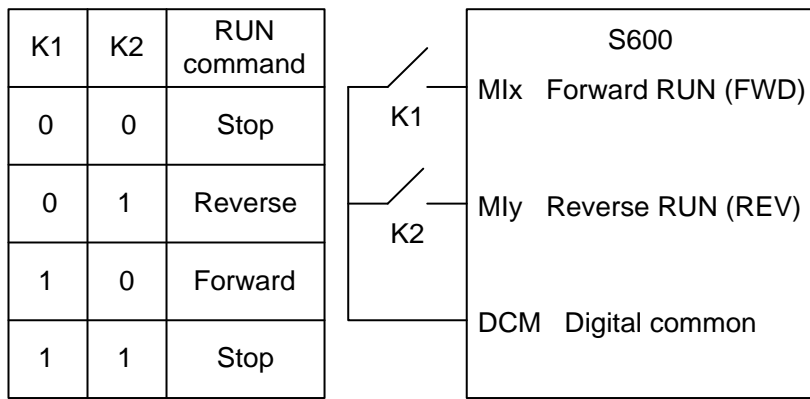 K1 K2 RUN command
0 0 Stop
0 1 Reverse
1 0 Forward
1 1 Stop
K1
K2
S600
MIx Forward RUN (FWD)
MIy Reverse RUN (REV)
DCM Digital common